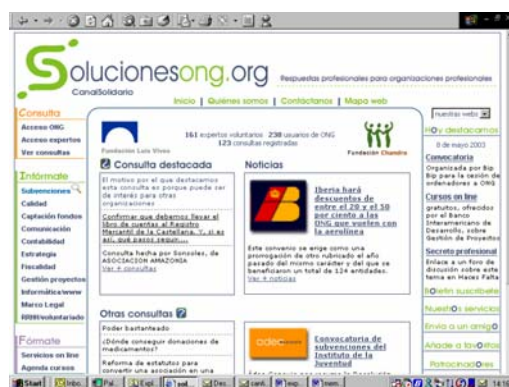 Solucionesong.org
CanalSolidario
Respuestas profesionales para organizaciones profesionales
Inicio | Quiénes somos | Contáctanos | Mapa web
Consulta
Acceso ONG
Acceso expertos
Ver consultas
Infórmate
Subvenciones
Calidad
Captación fondos
Comunicación
Contabilidad
Estrategia
Fiscalidad
Gestión proyectos
Informática/www
Marco Legal
RRHH/voluntariado
Fórmate
Servicios on line
Agenda cursos
Fundación Luis Vives
161 expertos voluntarios 238 usuarios de ONG
123 consultas registradas
Fundación Chandra
Consulta destacada
El motivo por el que destacamos
esta consulta es porque puede ser
de interés para otras
organizaciones
Confirmar que debemos llevar el
libro de cuentas al Registro
Mercantil de la Castellana. Y, si es
así, qué pasos seguir....
Consulta hecha por Sonsoles, de
ASOCIACION AMAZONIA
Ver + consultas
Otras consultas
Poder bastanteado
¿Dónde conseguir donaciones de
medicamentos?
Reforma de estatutos para
convertir una asociación en una
Noticias
Iberia hará
descuentos de
entre el 20 y el 50
por ciento a las
ONG que vuelen con
la aerolínea
Este convenio se erige como una
prorrogación de otro rubricado el año
pasado del mismo carácter y del que se
beneficiaron un total de 124 entidades.
Ver + noticias
Convocatoria de
subvenciones del
Instituto de la
Juventud
nuestras webs
HOy destacamos
8 de mayo 2003
Convocatoria
Organizada por Bip
Bip para la cesión de
ordenadores a ONG
Cursos on line
gratuitos, ofrecidos
por el Banco
Interamericano de
Desarrollo, sobre
Gestión de Proyectos
Secreto profesional
Enlace a un foro de
discusión sobre este
tema en Haces Falta
BOletín suscríbete
NuestrOs servicios
Envía a un amigO
Añade a favOritos
PatrocinadOres
Start